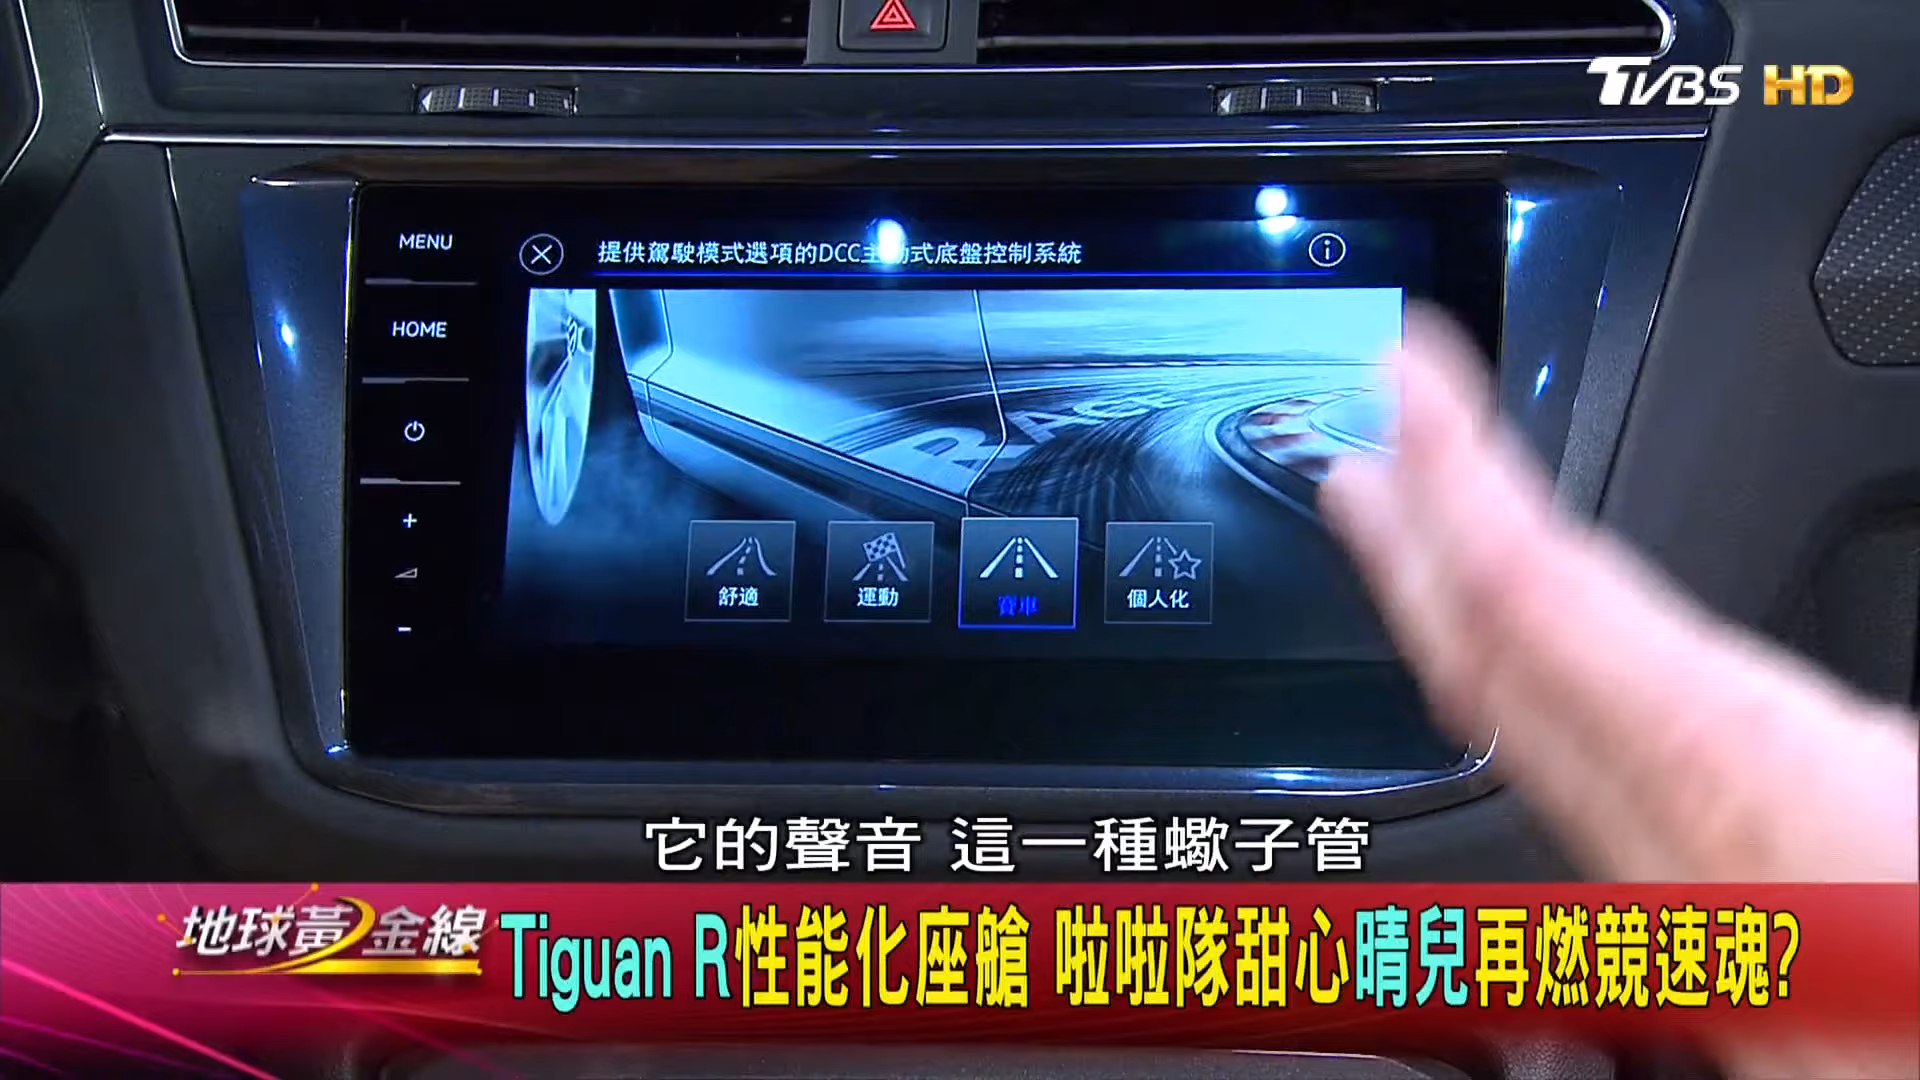 TVBS HD
MENU
提供駕駛模式選項的DCC主動式底盤控制系統
HOME
RACE
舒適
運動
賽車
個人化
它的聲音 這一種蠍子管
地球黃金線
Tiguan R性能化座艙 啦啦隊甜心晴兒再燃競速魂?